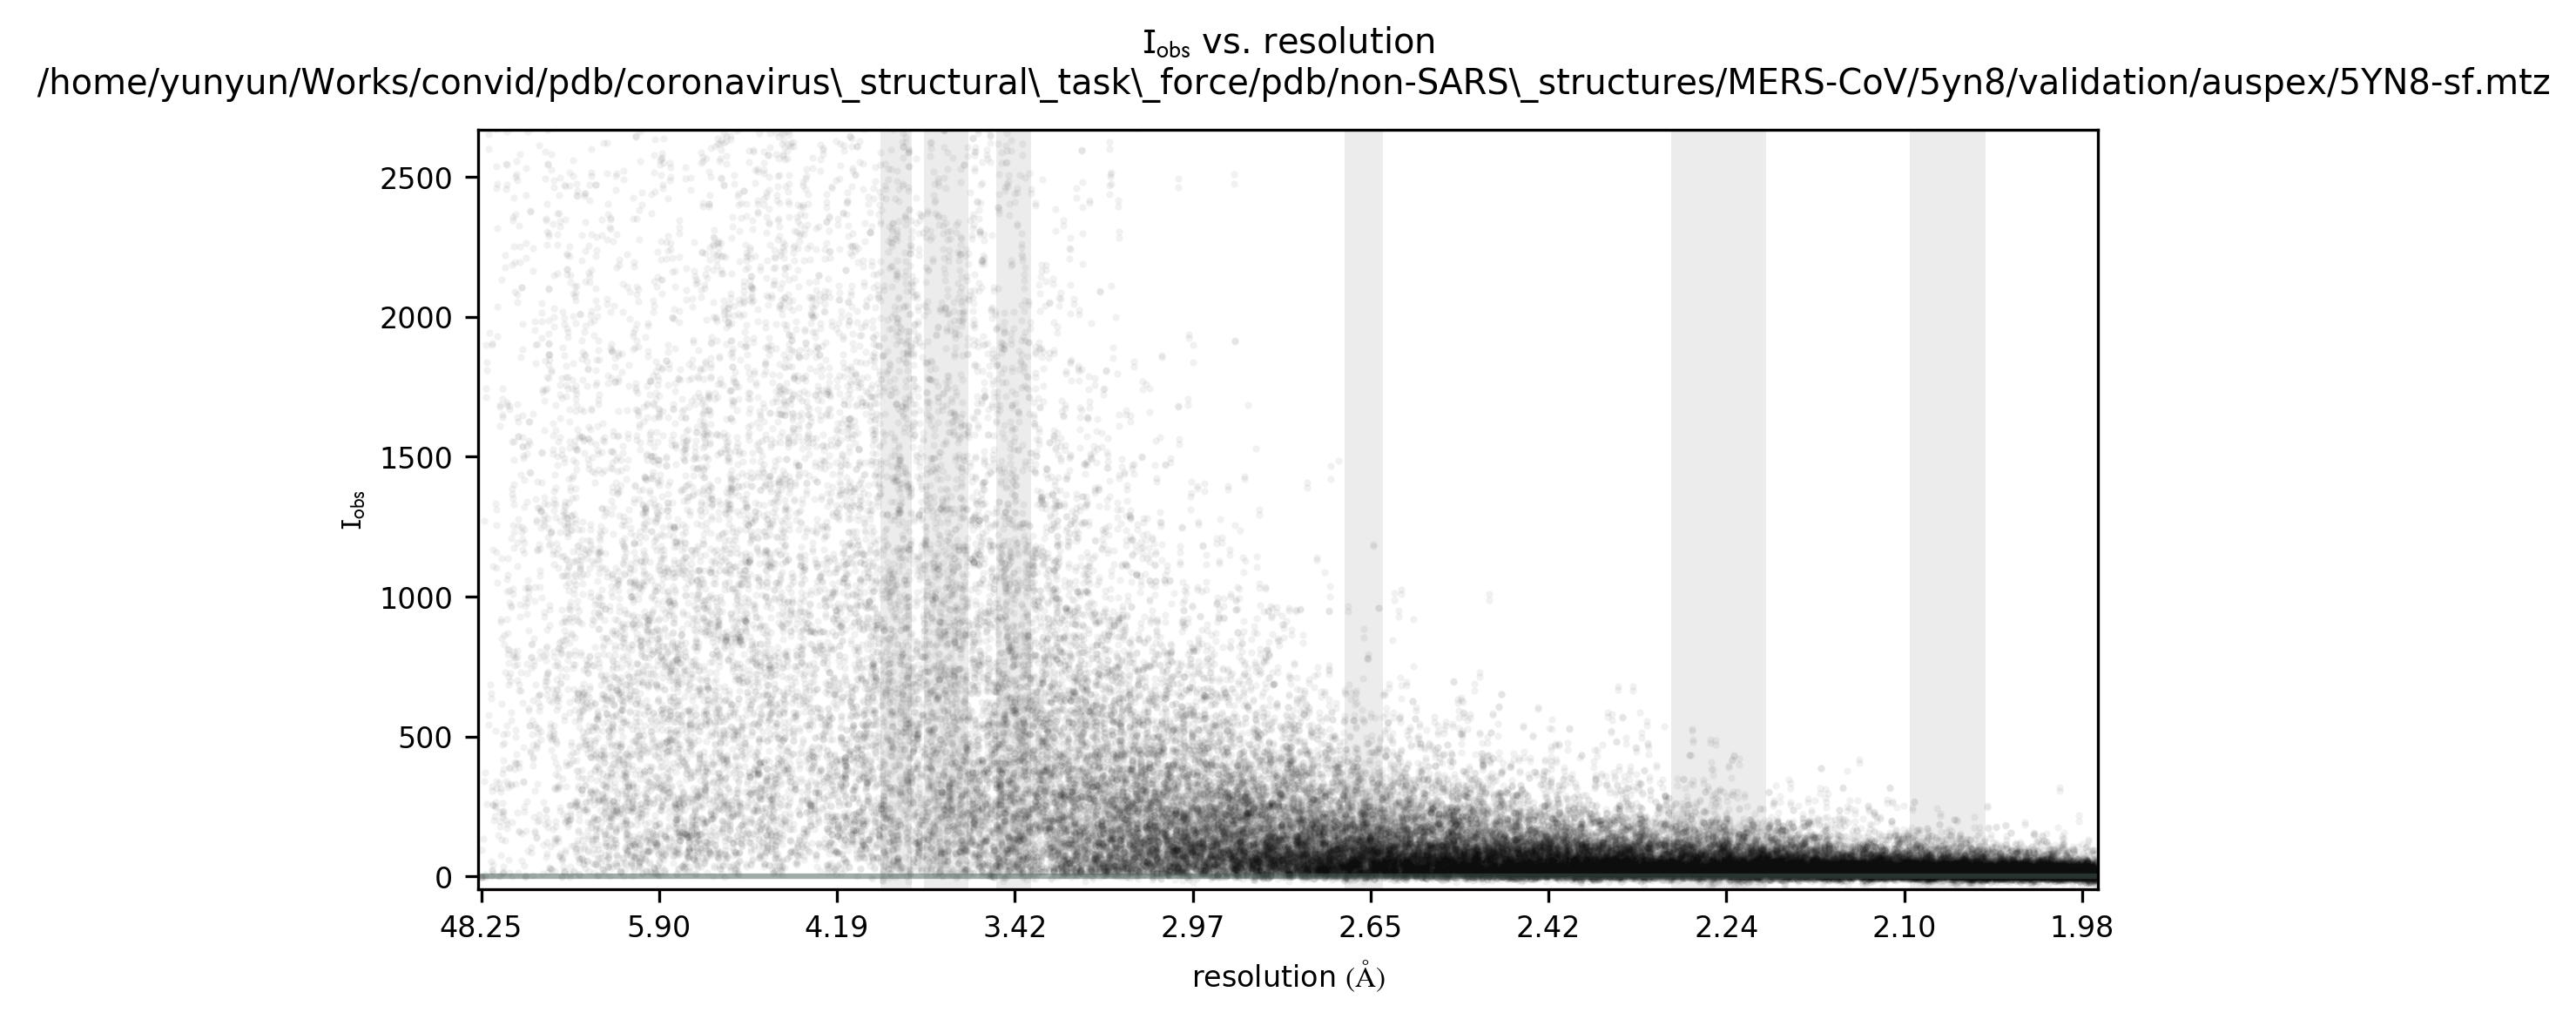 I_obs vs. resolution
/home/yunyun/Works/convid/pdb/coronavirus\_structural\_task\_force/pdb/non-SARS\_structures/MERS-CoV/5yn8/validation/auspex/5YN8-sf.mtz
2500
2000
1500
1000
500
0
I_obs
48.25 5.90 4.19 3.42 2.97 2.65 2.42 2.24 2.10 1.98
resolution (Å)